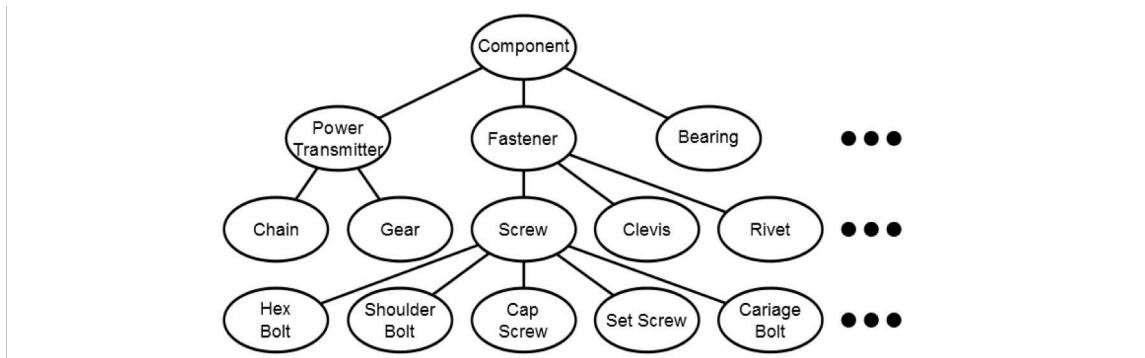 Component
Power
Transmitter
Fastener
Bearing
Chain
Gear
Screw
Clevis
Rivet
Hex
Bolt
Shoulder
Bolt
Cap
Screw
Set Screw
Cariage
Bolt